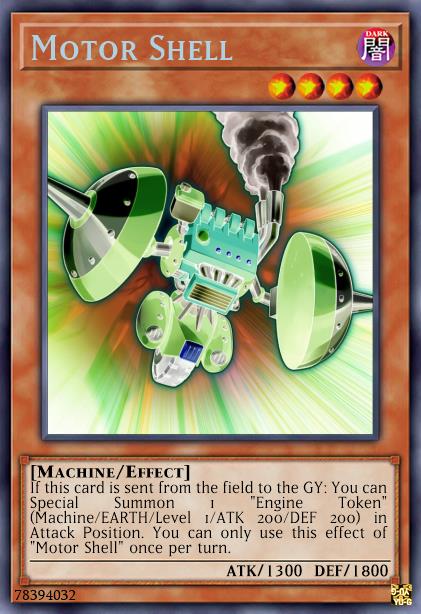 MOTOR SHELL
DARK
闇
[MACHINE/EFFECT]
If this card is sent from the field to the GY: You can
Special Summon 1 "Engine Token"
(Machine/EARTH/Level 1/ATK 200/DEF 200) in
Attack Position. You can only use this effect of
"Motor Shell" once per turn.
ATK/1300 DEF/1800
78394032